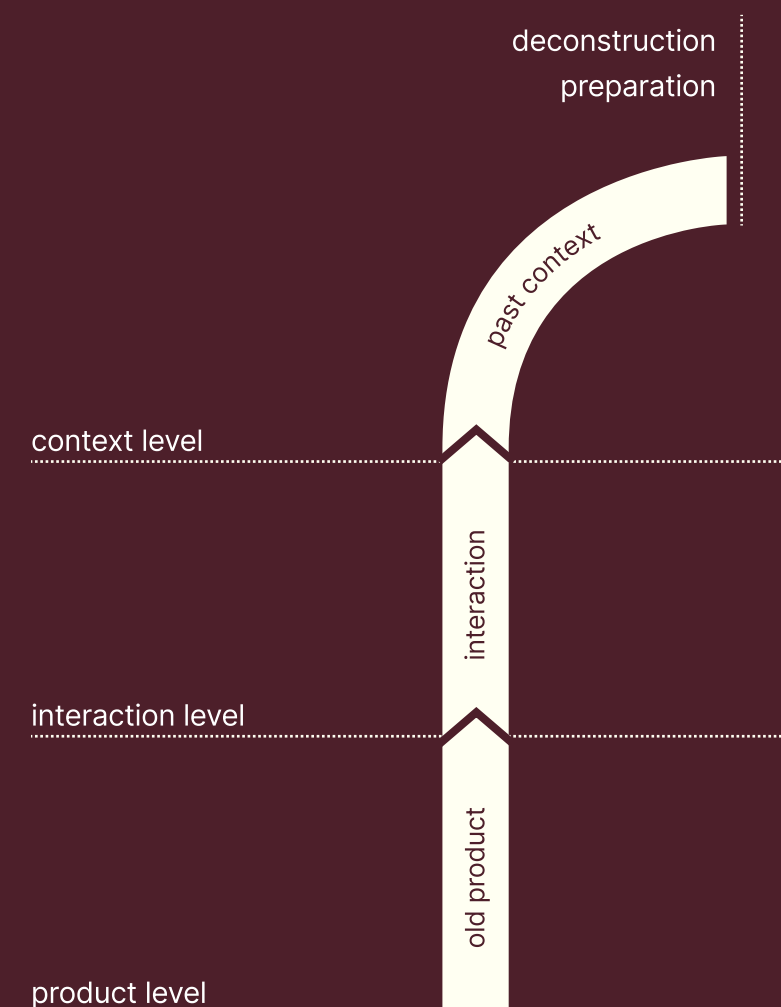 deconstruction
preparation
past context
context level
interaction
interaction level
old product
product level